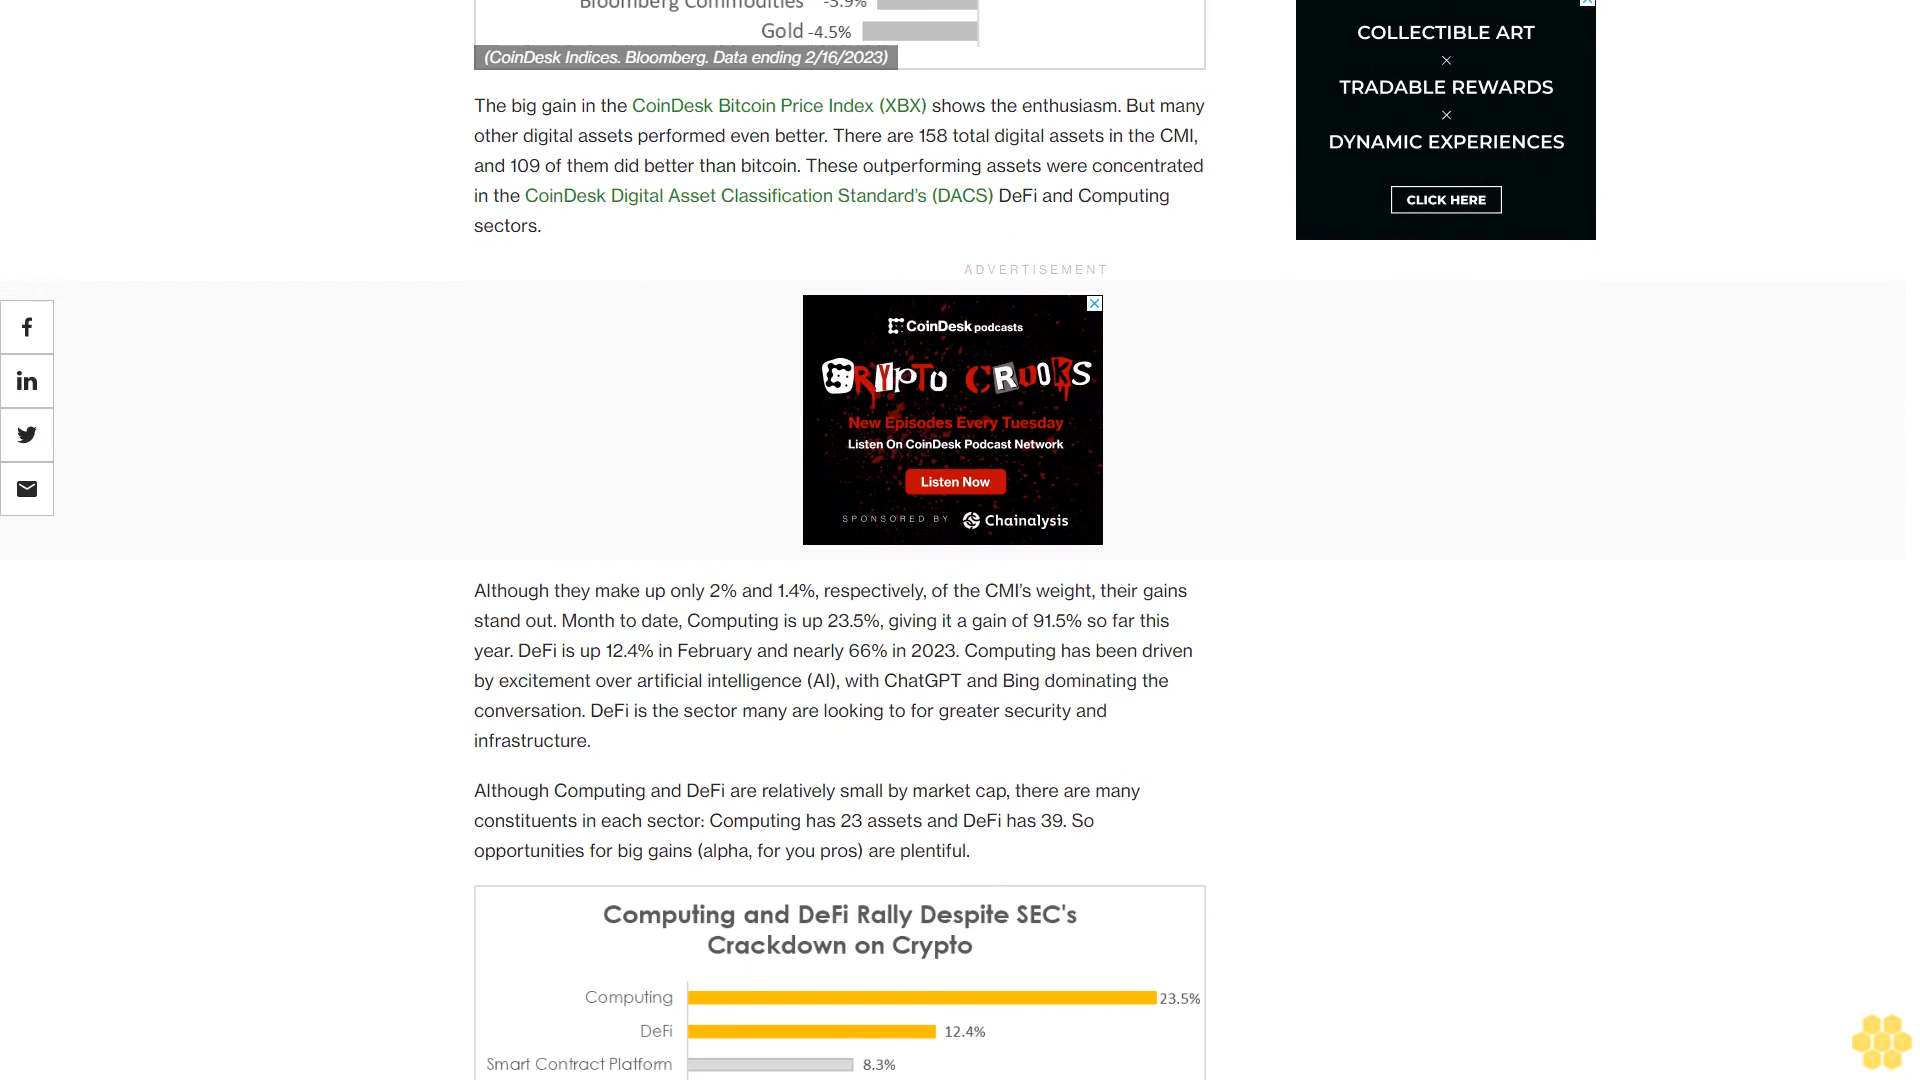 Bloomberg Commodities -3.9%
Gold -4.5%
(CoinDesk Indices. Bloomberg. Data ending 2/16/2023)
The big gain in the CoinDesk Bitcoin Price Index (XBX) shows the enthusiasm. But many
other digital assets performed even better. There are 158 total digital assets in the CMI,
and 109 of them did better than bitcoin. These outperforming assets were concentrated
in the CoinDesk Digital Asset Classification Standard’s (DACS) DeFi and Computing
sectors.
COLLECTIBLE ART
×
TRADABLE REWARDS
×
DYNAMIC EXPERIENCES
CLICK HERE
ADVERTISEMENT
CoinDesk podcasts
CRYPTO CROOKS
New Episodes Every Tuesday
Listen On CoinDesk Podcast Network
Listen Now
SPONSORED BY Chainalysis
Although they make up only 2% and 1.4%, respectively, of the CMI’s weight, their gains
stand out. Month to date, Computing is up 23.5%, giving it a gain of 91.5% so far this
year. DeFi is up 12.4% in February and nearly 66% in 2023. Computing has been driven
by excitement over artificial intelligence (AI), with ChatGPT and Bing dominating the
conversation. DeFi is the sector many are looking to for greater security and
infrastructure.
Although Computing and DeFi are relatively small by market cap, there are many
constituents in each sector: Computing has 23 assets and DeFi has 39. So
opportunities for big gains (alpha, for you pros) are plentiful.
Computing and DeFi Rally Despite SEC's
Crackdown on Crypto
Computing 23.5%
DeFi 12.4%
Smart Contract Platform 8.3%